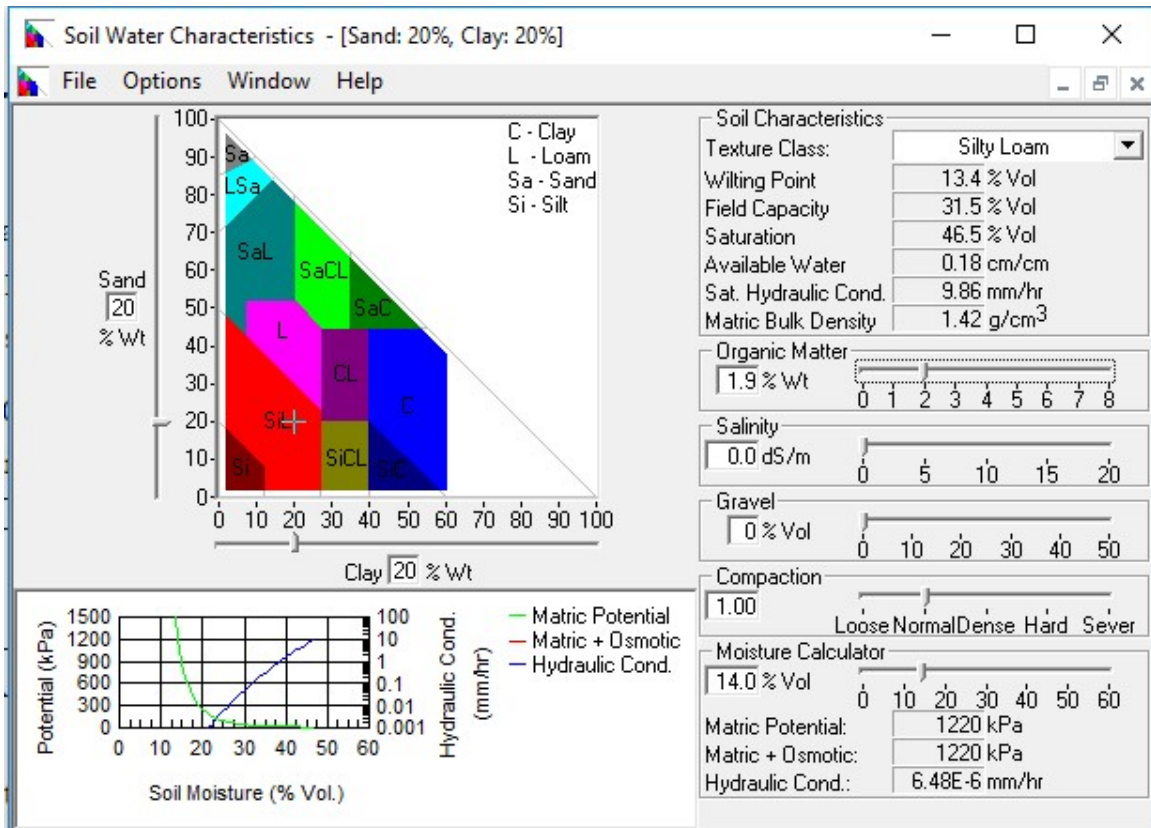 Soil Water Characteristics - [Sand: 20%, Clay: 20%]
File Options Window Help
C - Clay
L - Loam
Sa - Sand
Si - Silt
100
90
80
70
60
50
40
30
20
10
0
Sand
20
% Wt
Sa
LSa
SaL
SaCL
SaC
L
CL
C
SiL
SiCL
SiC
Si
0 10 20 30 40 50 60 70 80 90 100
Clay 20 % Wt
Soil Characteristics
Texture Class: Silty Loam
Wilting Point 13.4 % Vol
Field Capacity 31.5 % Vol
Saturation 46.5 % Vol
Available Water 0.18 cm/cm
Sat. Hydraulic Cond. 9.86 mm/hr
Matric Bulk Density 1.42 g/cm3
Organic Matter
1.9 % Wt
0 1 2 3 4 5 6 7 8
Salinity
0.0 dS/m
0 5 10 15 20
Gravel
0 % Vol
0 10 20 30 40 50
Compaction
1.00
Loose Normal Dense Hard Sever
Moisture Calculator
14.0 % Vol
0 10 20 30 40 50 60
Matric Potential: 1220 kPa
Matric + Osmotic: 1220 kPa
Hydraulic Cond.: 6.48E-6 mm/hr
Potential (kPa)
1500
1200
900
600
300
0
0 10 20 30 40 50 60
Soil Moisture (% Vol.)
100
10
1
0.1
0.01
0.001
Hydraulic Cond.
(mm/hr)
Matric Potential
Matric + Osmotic
Hydraulic Cond.